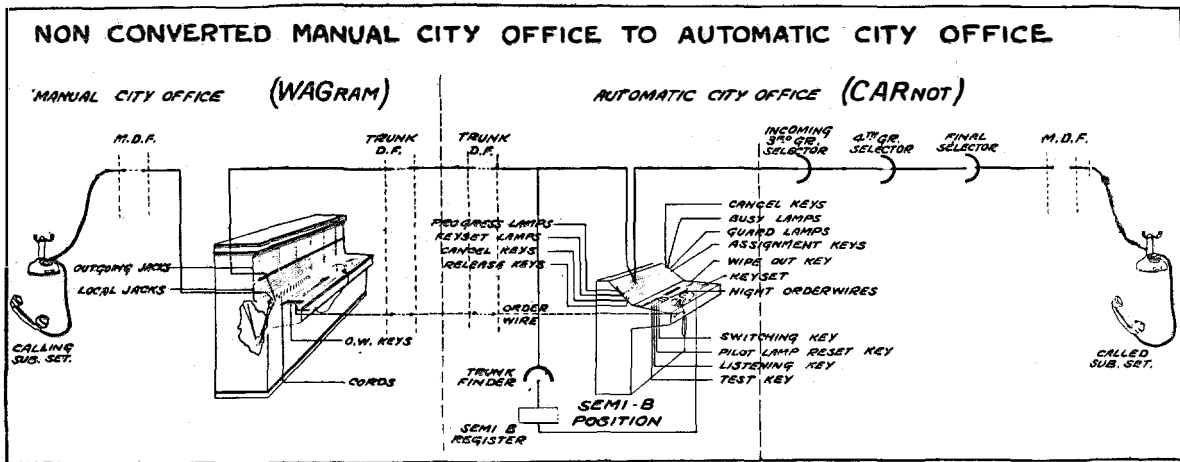 NON CONVERTED MANUAL CITY OFFICE TO AUTOMATIC CITY OFFICE
MANUAL CITY OFFICE (WAGRAM)
AUTOMATIC CITY OFFICE (CARNOT)
M.D.F.
TRUNK
D.F.
TRUNK
D.F.
INCOMING
3RD GR.
SELECTOR
4TH GR.
SELECTOR
FINAL
SELECTOR
M.D.F.
OUTGOING JACKS
LOCAL JACKS
CALLING
SUB. SET.
O.W. KEYS
CORDS
PROGRESS LAMPS
KEYSET LAMPS
CANCEL KEYS
RELEASE KEYS
ORDER
WIRE
TRUNK
FINDER
SEMI B
REGISTER
SEMI-B
POSITION
CANCEL KEYS
BUSY LAMPS
GUARD LAMPS
ASSIGNMENT KEYS
WIPE OUT KEY
KEYSET
NIGHT ORDERWIRES
SWITCHING KEY
PILOT LAMP RESET KEY
LISTENING KEY
TEST KEY
CALLED
SUB. SET.